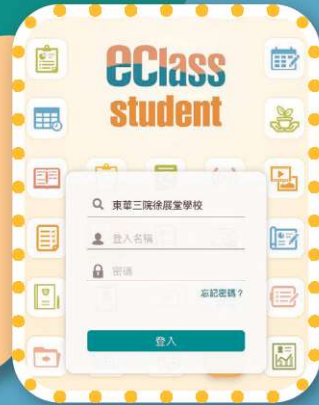 eClass
student
東華三院徐展堂學校
登入名稱
密碼
忘記密碼？
登入